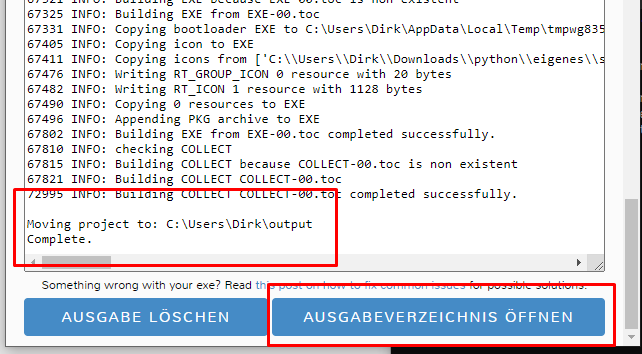 67321 INFO: Building EXE because EXE-00.toc is non existent
67325 INFO: Building EXE from EXE-00.toc
67331 INFO: Copying bootloader EXE to C:\Users\Dirk\AppData\Local\Temp\tmpwg835
67405 INFO: Copying icon to EXE
67411 INFO: Copying icons from ['C:\\Users\\Dirk\\Downloads\\python\\eigenes\\s
67476 INFO: Writing RT_GROUP_ICON 0 resource with 20 bytes
67482 INFO: Writing RT_ICON 1 resource with 1128 bytes
67490 INFO: Copying 0 resources to EXE
67496 INFO: Appending PKG archive to EXE
67802 INFO: Building EXE from EXE-00.toc completed successfully.
67810 INFO: checking COLLECT
67815 INFO: Building COLLECT because COLLECT-00.toc is non existent
67821 INFO: Building COLLECT COLLECT-00.toc
72995 INFO: Building COLLECT COLLECT-00.toc completed successfully.
Moving project to: C:\Users\Dirk\output
Complete.
Something wrong with your exe? Read this post on how to fix common issues for possible solutions.
AUSGABE LÖSCHEN
AUSGABEVERZEICHNIS ÖFFNEN